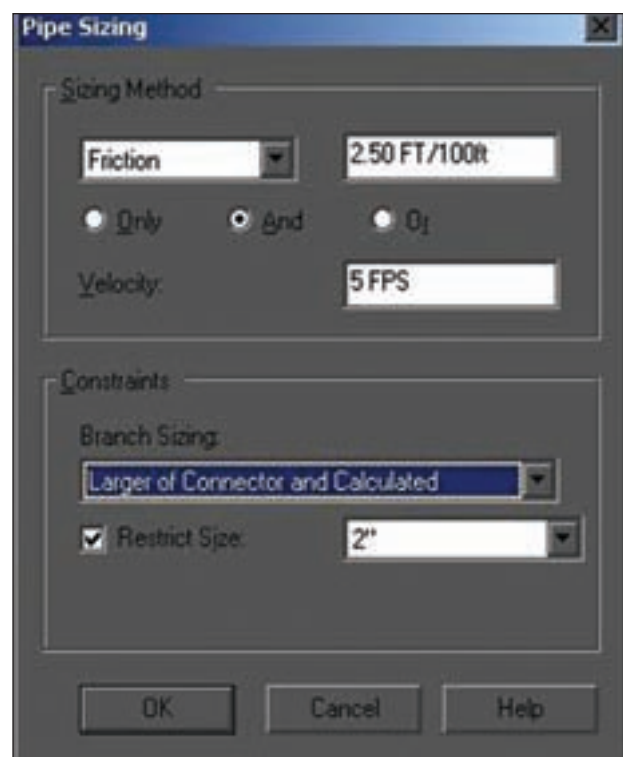 Pipe Sizing
Sizing Method
Friction 2.50 FT/100ft
Only And Or
Velocity: 5 FPS
Constraints
Branch Sizing:
Larger of Connector and Calculated
Restrict Size: 2"
OK Cancel Help